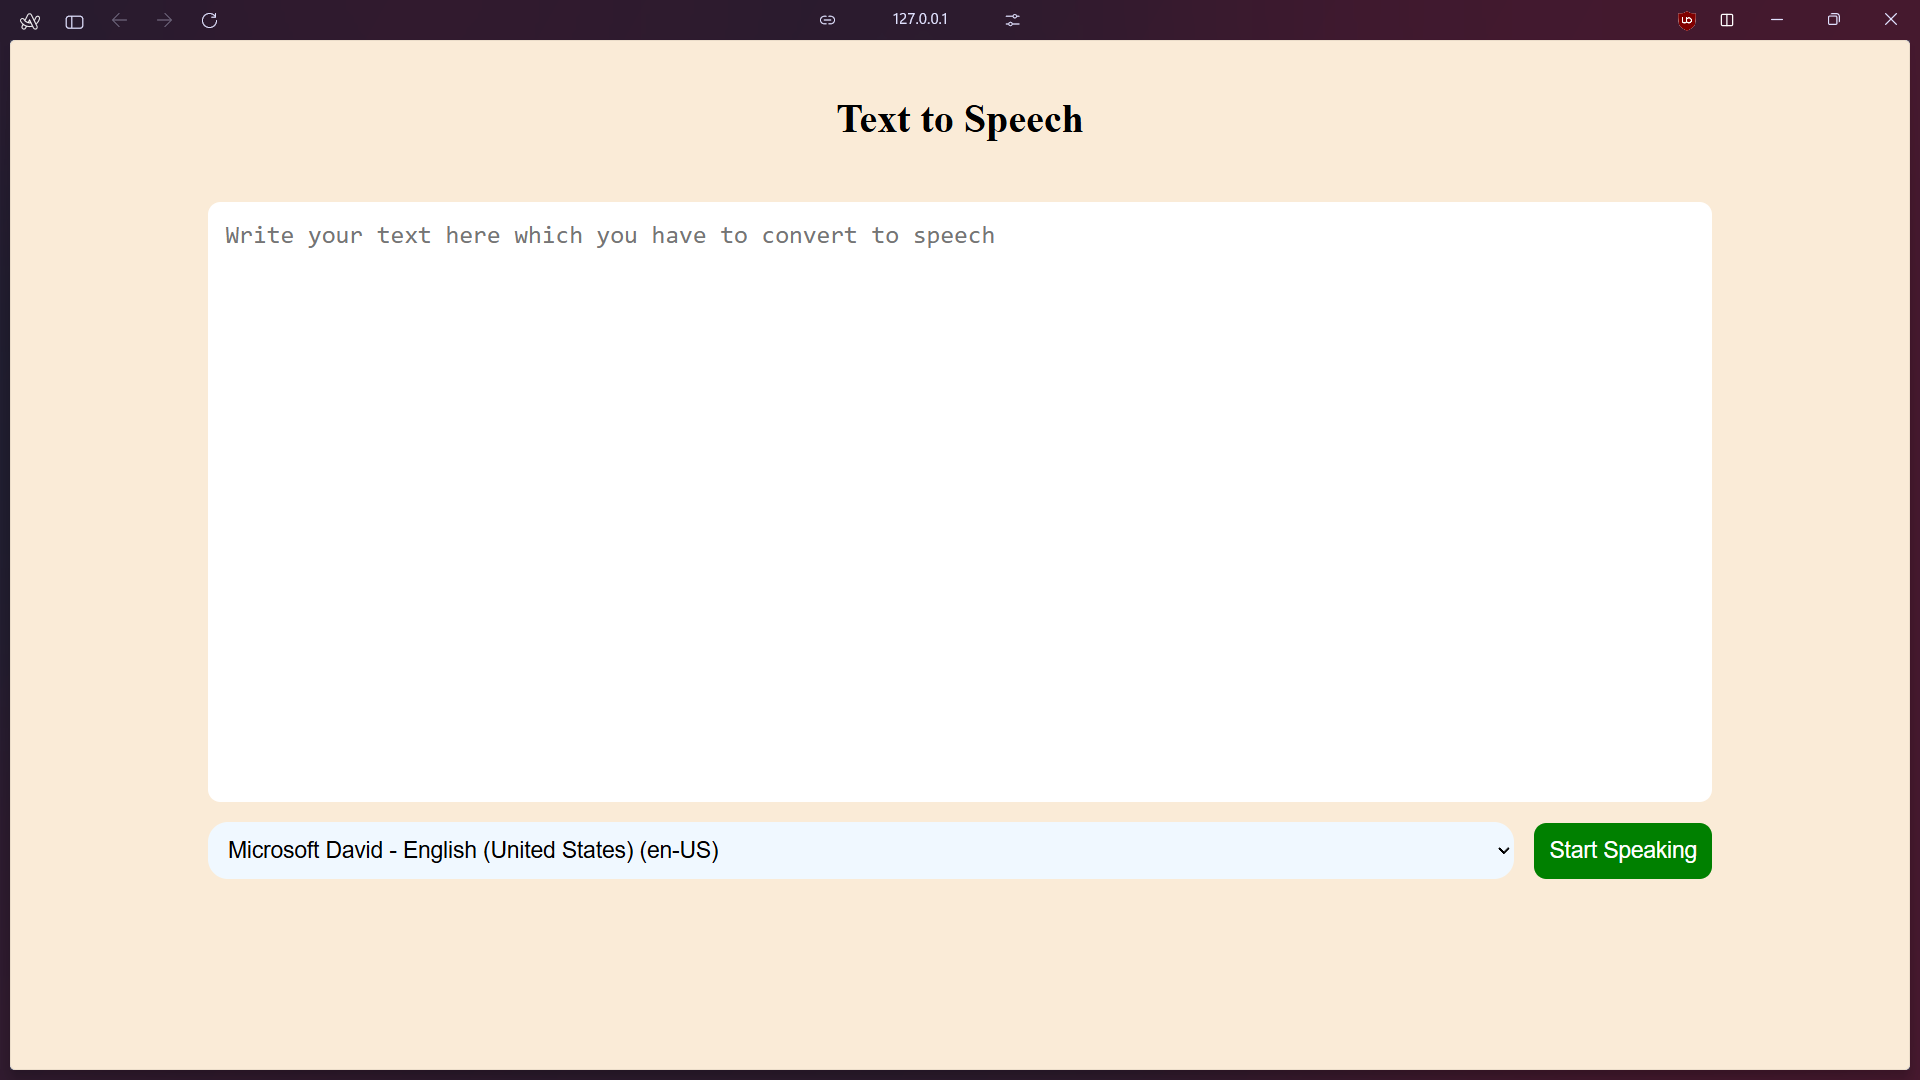 127.0.0.1
Text to Speech
Write your text here which you have to convert to speech
Microsoft David - English (United States) (en-US)
Start Speaking